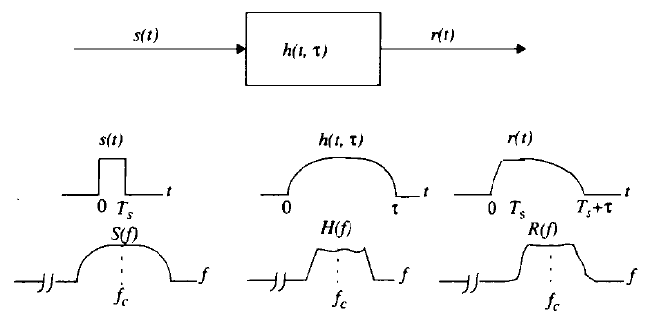 s(t)
h(t, τ)
r(t)
s(t)
h(t, τ)
r(t)
t
t
t
0 T_s
0
τ
0 T_s
T_s+τ
S(f)
H(f)
R(f)
f
f
f
f_c
f_c
f_c